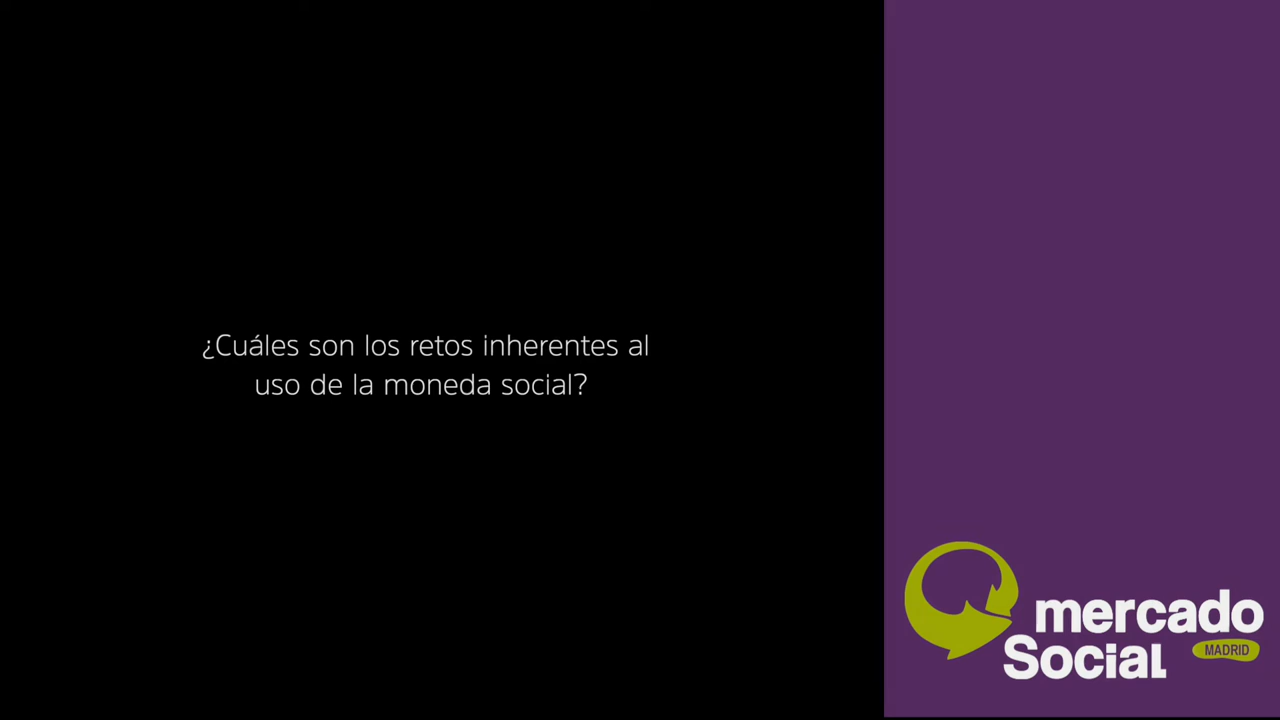 ¿Cuáles son los retos inherentes al
uso de la moneda social?
mercado
Social MADRID